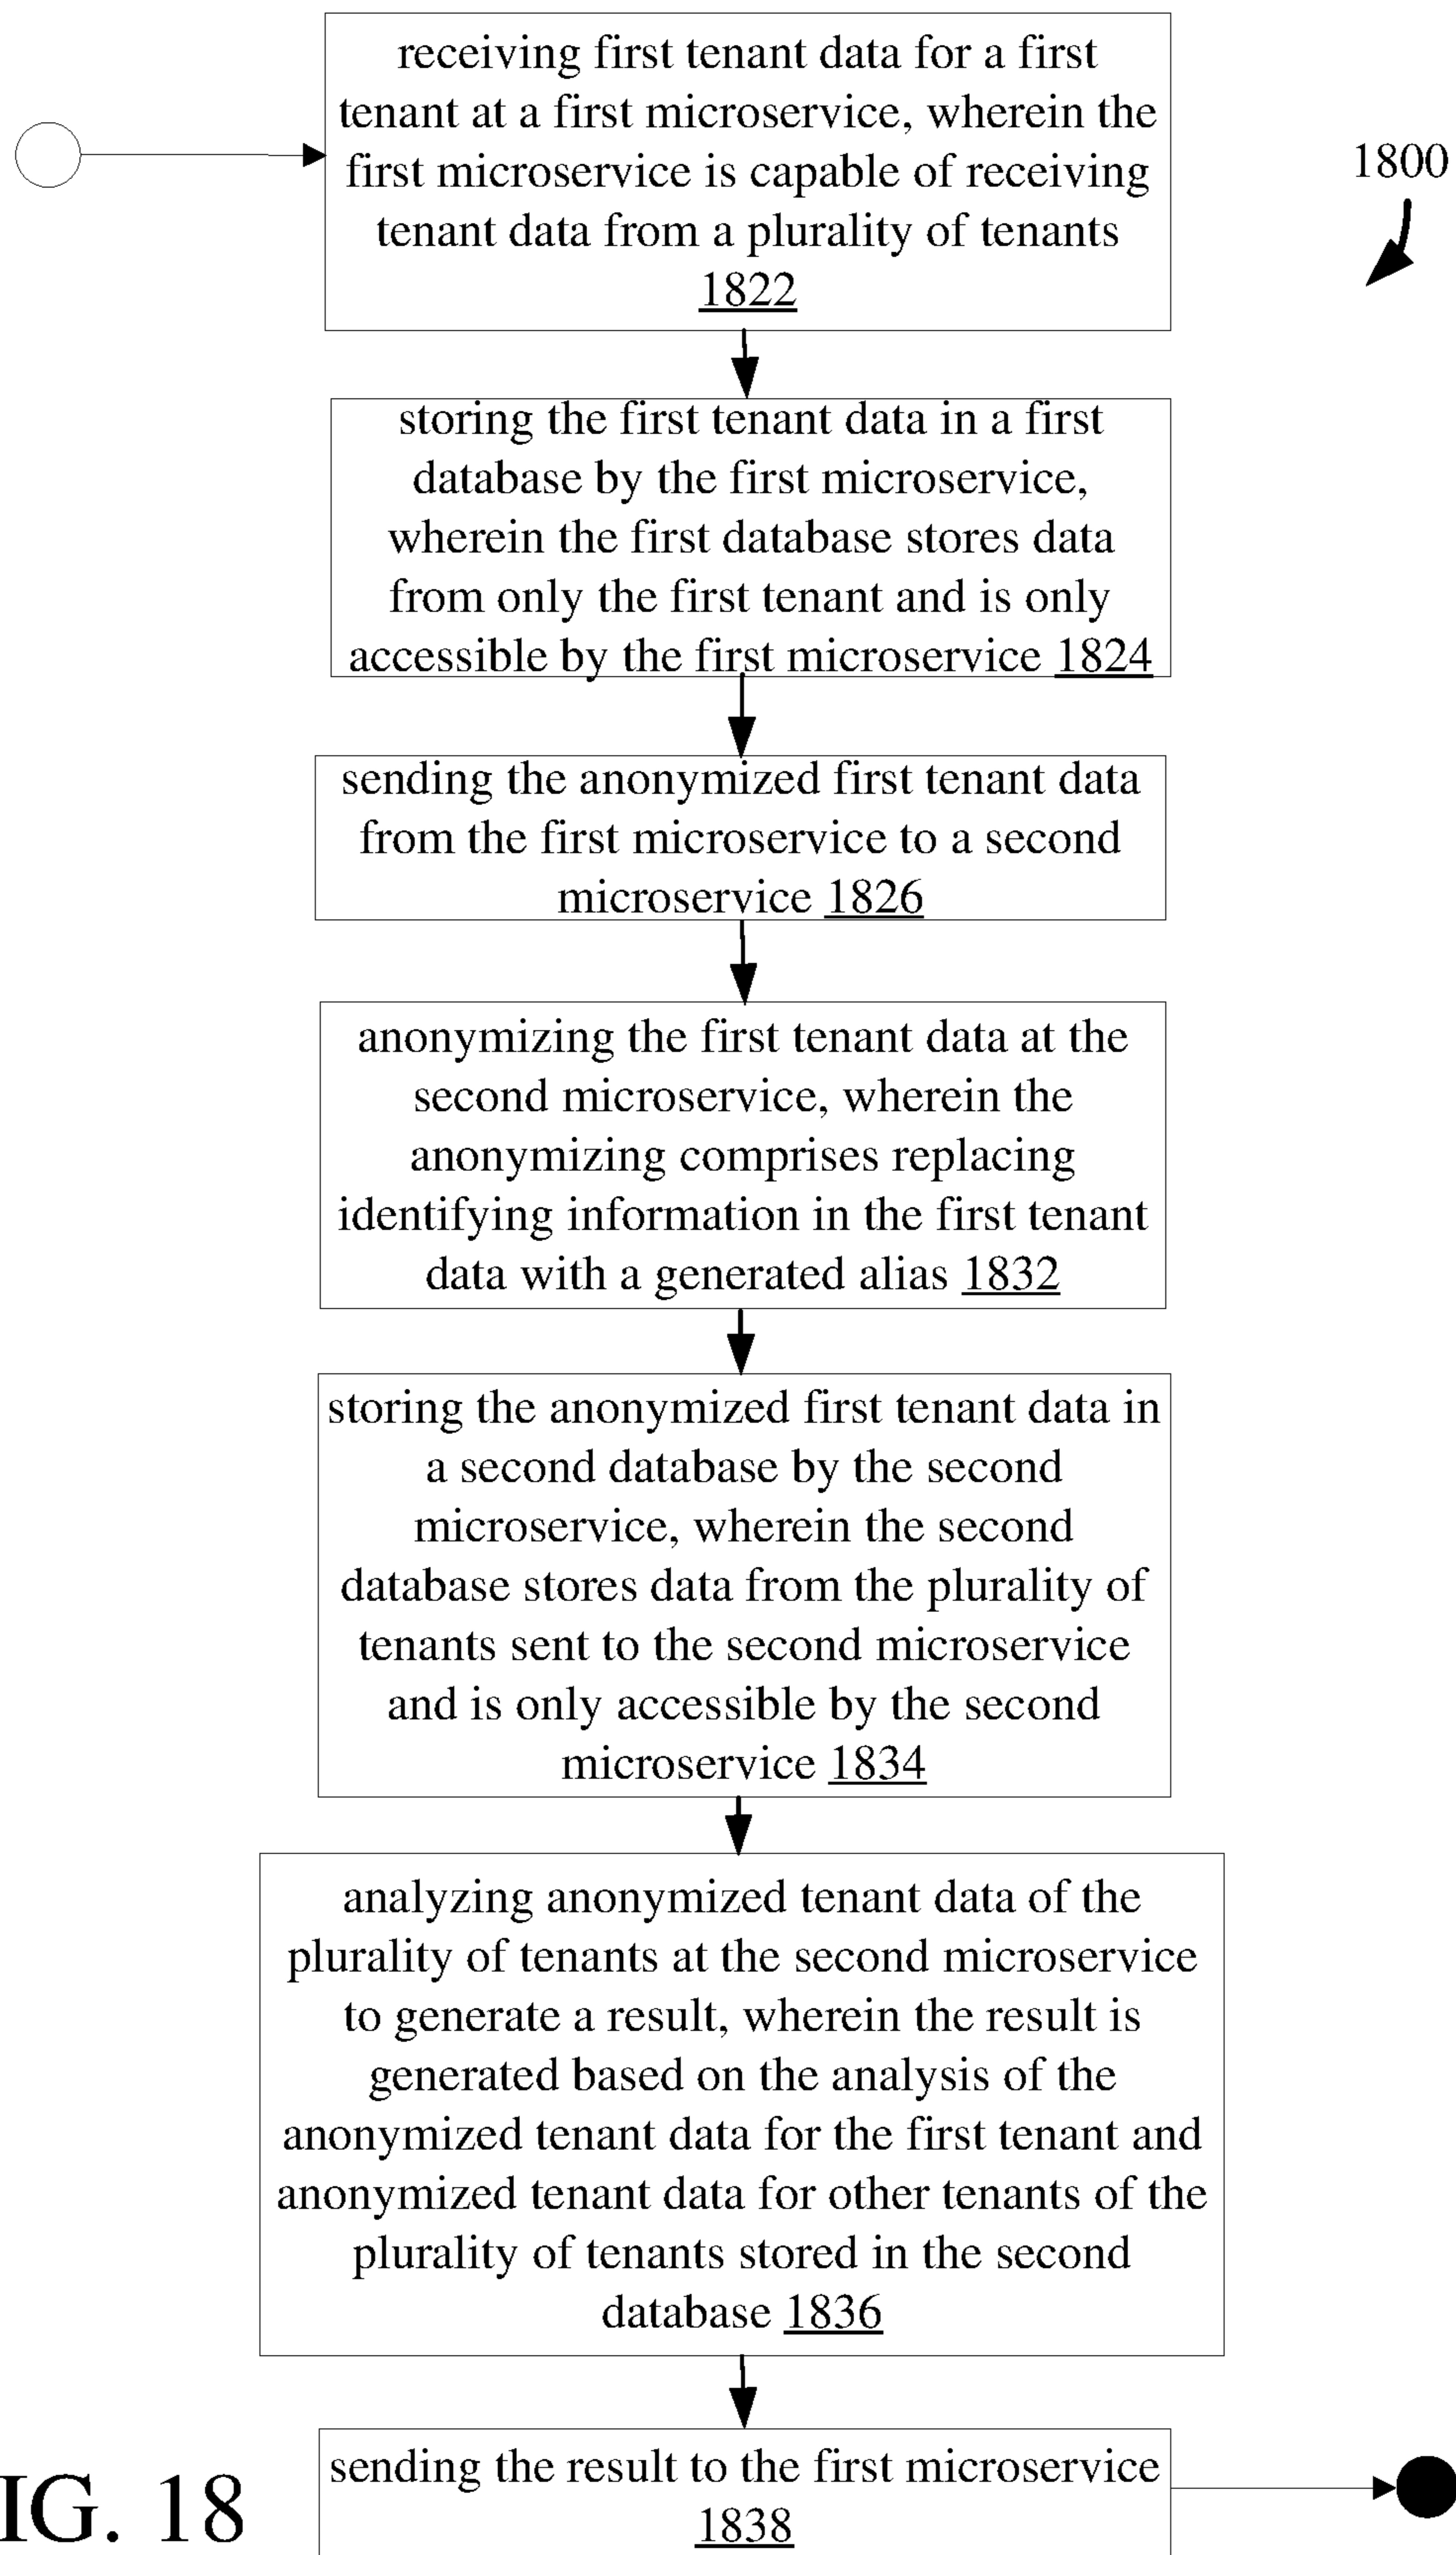 receiving first tenant data for a first
tenant at a first microservice, wherein the
first microservice is capable of receiving
tenant data from a plurality of tenants
1822
1800
storing the first tenant data in a first
database by the first microservice,
wherein the first database stores data
from only the first tenant and is only
accessible by the first microservice 1824
sending the anonymized first tenant data
from the first microservice to a second
microservice 1826
anonymizing the first tenant data at the
second microservice, wherein the
anonymizing comprises replacing
identifying information in the first tenant
data with a generated alias 1832
storing the anonymized first tenant data in
a second database by the second
microservice, wherein the second
database stores data from the plurality of
tenants sent to the second microservice
and is only accessible by the second
microservice 1834
analyzing anonymized tenant data of the
plurality of tenants at the second microservice
to generate a result, wherein the result is
generated based on the analysis of the
anonymized tenant data for the first tenant and
anonymized tenant data for other tenants of the
plurality of tenants stored in the second
database 1836
sending the result to the first microservice
1838
IG. 18